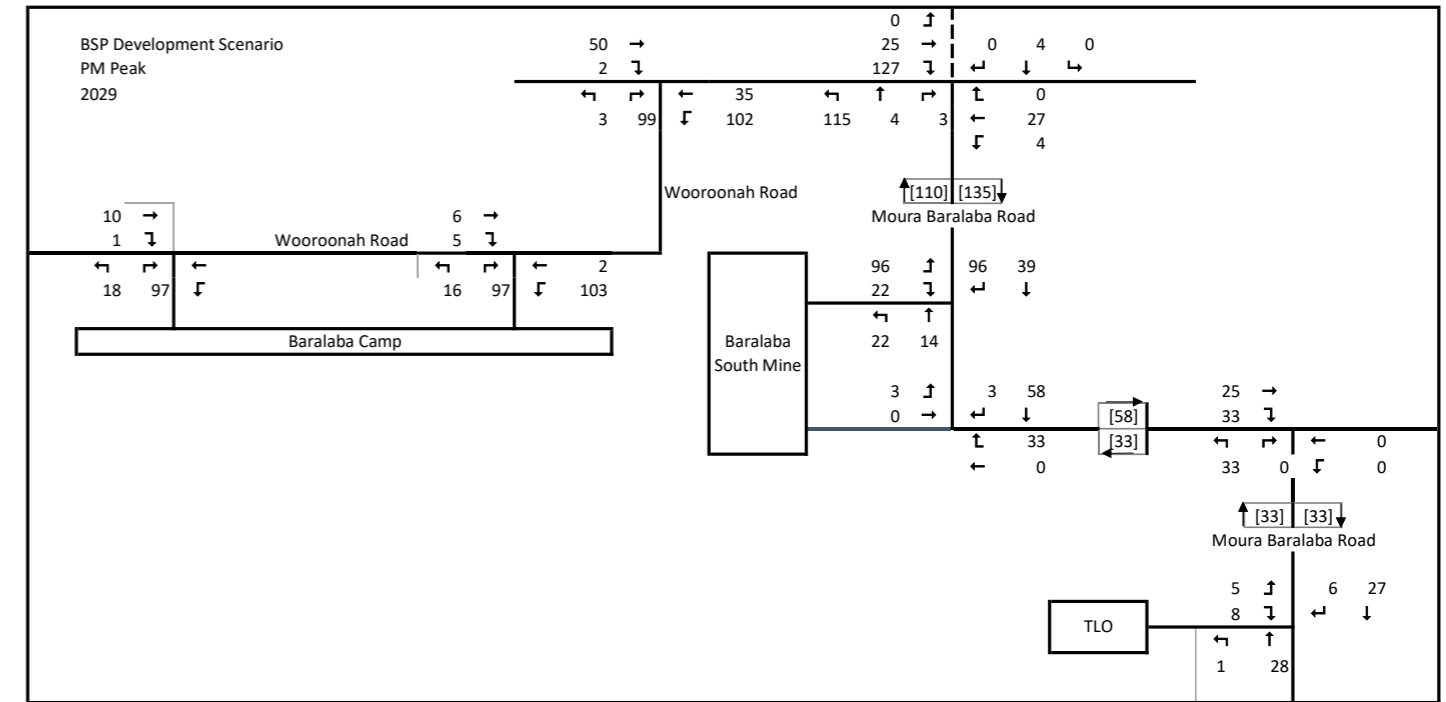 0
BSP Development Scenario 50 → 25 → 0 4 0
PM Peak 2 127
2029
← 35 0
3 99 102 115 4 3 ← 27
4
Wooroonah Road [110] [135]
10 → 6 → Moura Baralaba Road
1 Wooroonah Road 5
← ← 2 96 96 39
18 97 16 97 103 22 ↓
↑
Baralaba Camp Baralaba 22 14
South Mine
3 3 58 25 →
0 → ↓ [58] 33
33 [33] ← 0
← 0 33 0 0
[33] [33]
Moura Baralaba Road
5 6 27
8 ↓
TLO
↑
1 28